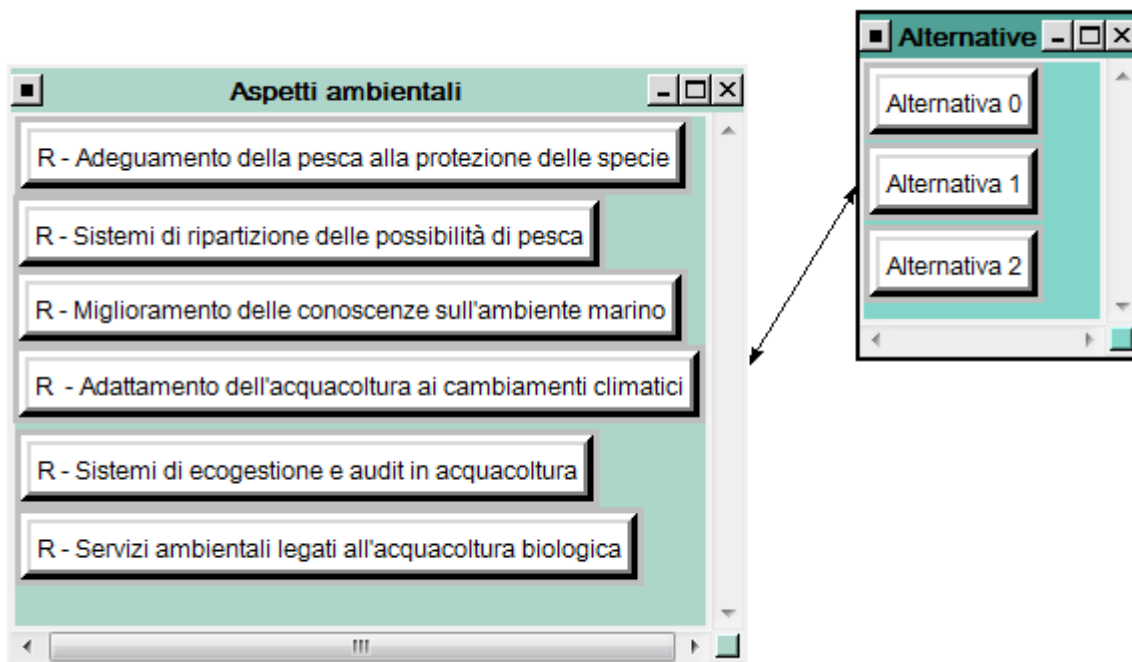 Aspetti ambientali
R - Adeguamento della pesca alla protezione delle specie
R - Sistemi di ripartizione delle possibilità di pesca
R - Miglioramento delle conoscenze sull'ambiente marino
R - Adattamento dell'acquacoltura ai cambiamenti climatici
R - Sistemi di ecogestione e audit in acquacoltura
R - Servizi ambientali legati all'acquacoltura biologica
Alternative
Alternativa 0
Alternativa 1
Alternativa 2